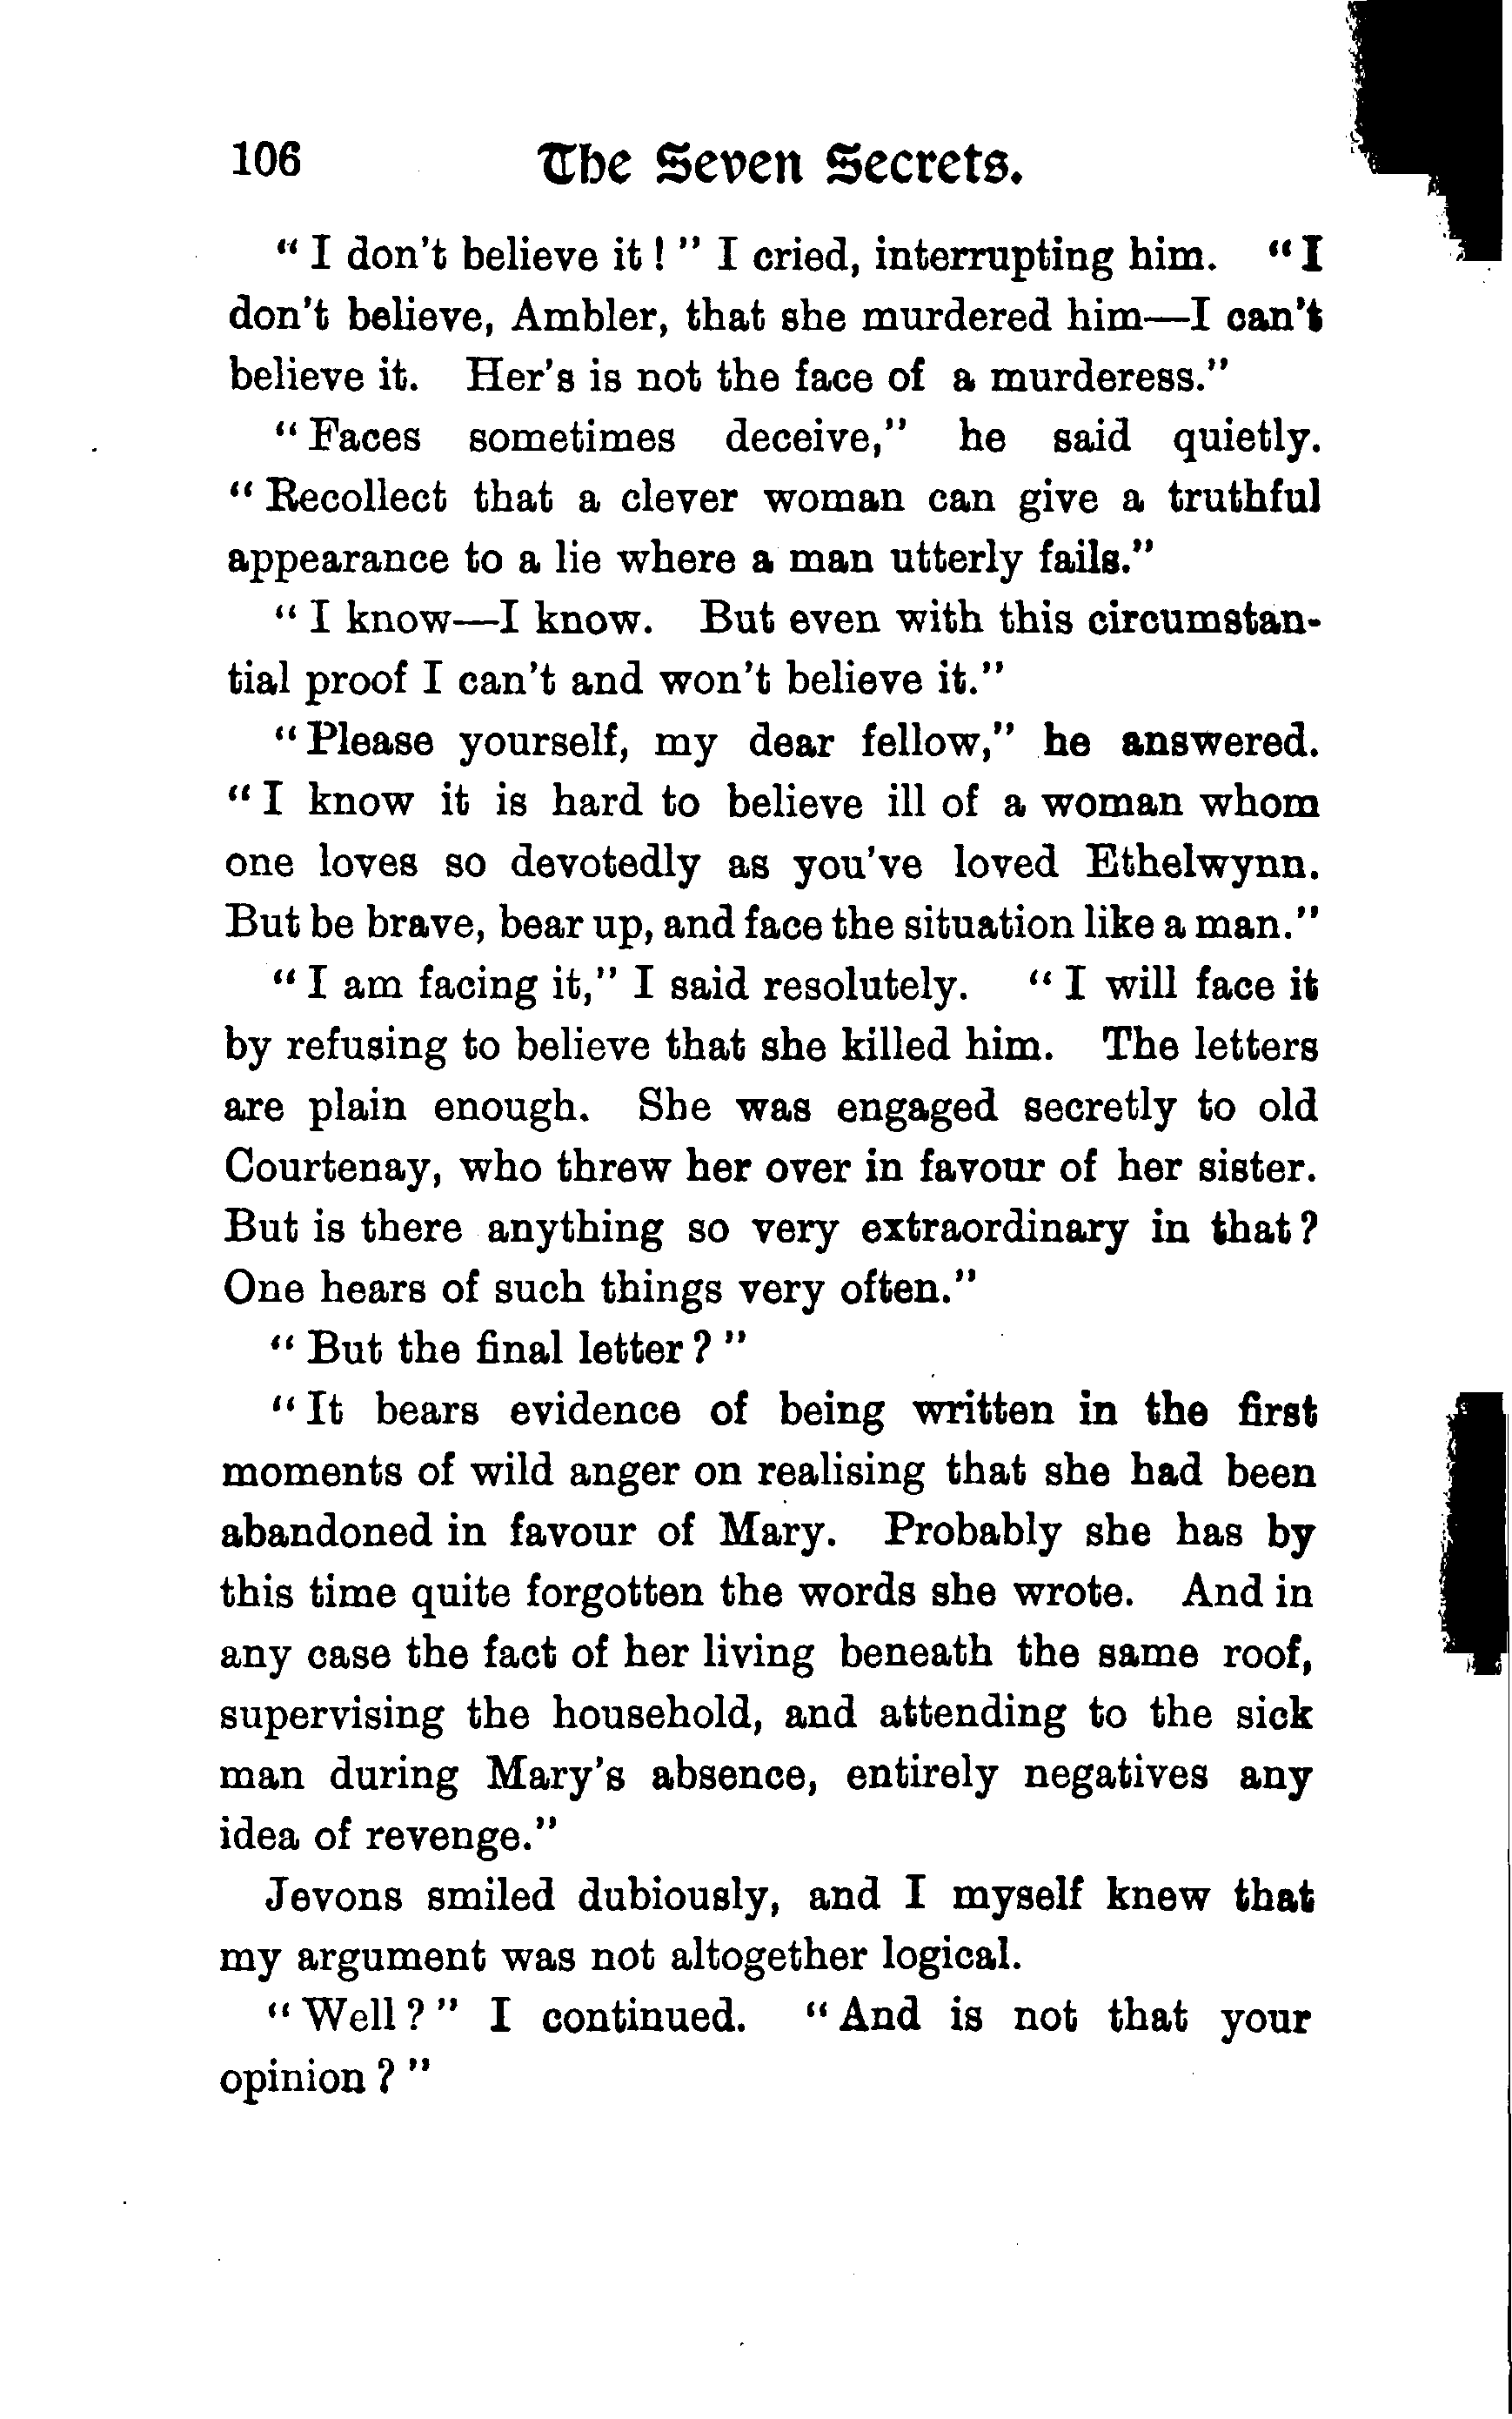 106 The Seven Secrets.
"I don't believe it!" I cried, interrupting him. "I
don't believe, Ambler, that she murdered him—I can't
believe it. Her's is not the face of a murderess."
"Faces sometimes deceive," he said quietly.
"Recollect that a clever woman can give a truthful
appearance to a lie where a man utterly fails."
"I know—I know. But even with this circumstan-
tial proof I can't and won't believe it."
"Please yourself, my dear fellow," he answered.
"I know it is hard to believe ill of a woman whom
one loves so devotedly as you've loved Ethelwynn.
But be brave, bear up, and face the situation like a man."
"I am facing it," I said resolutely. "I will face it
by refusing to believe that she killed him. The letters
are plain enough. She was engaged secretly to old
Courtenay, who threw her over in favour of her sister.
But is there anything so very extraordinary in that?
One hears of such things very often."
"But the final letter?"
"It bears evidence of being written in the first
moments of wild anger on realising that she had been
abandoned in favour of Mary. Probably she has by
this time quite forgotten the words she wrote. And in
any case the fact of her living beneath the same roof,
supervising the household, and attending to the sick
man during Mary's absence, entirely negatives any
idea of revenge."
Jevons smiled dubiously, and I myself knew that
my argument was not altogether logical.
"Well?" I continued. "And is not that your
opinion?"